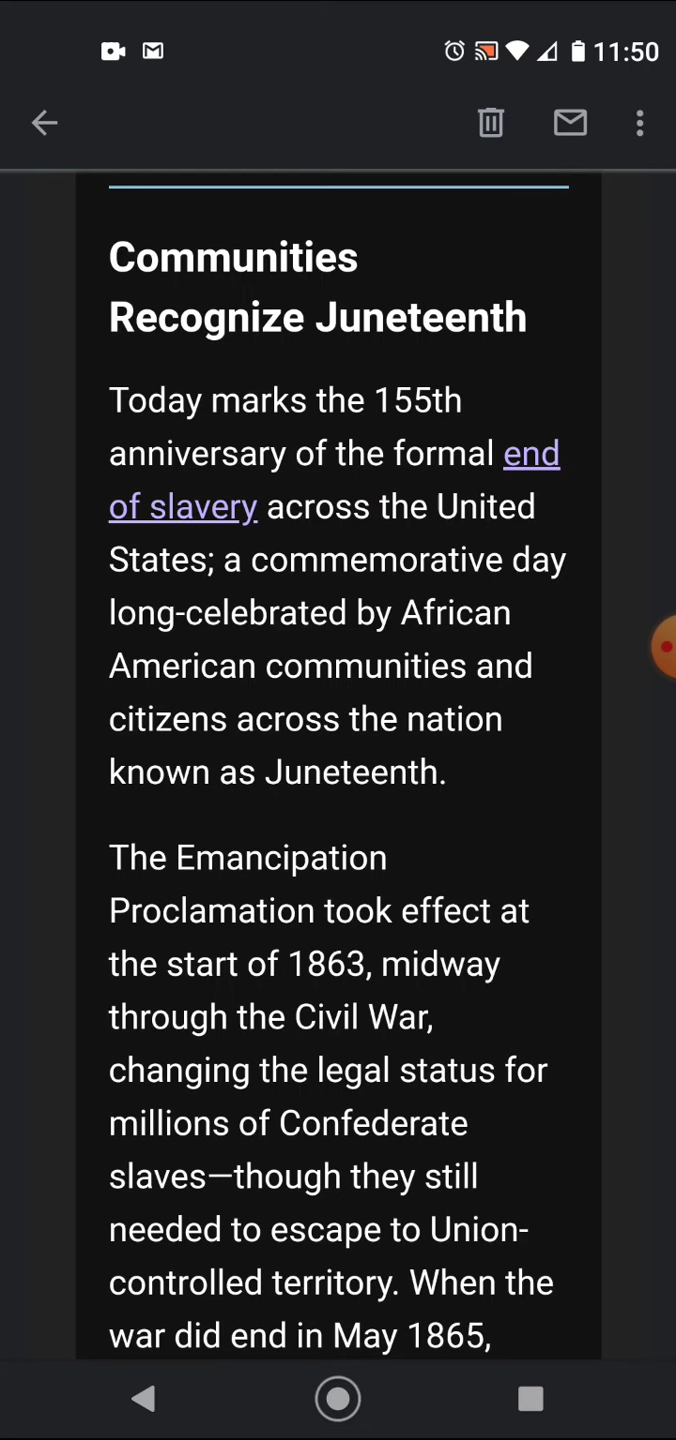 11:50
Communities
Recognize Juneteenth
Today marks the 155th
anniversary of the formal end
of slavery across the United
States; a commemorative day
long-celebrated by African
American communities and
citizens across the nation
known as Juneteenth.
The Emancipation
Proclamation took effect at
the start of 1863, midway
through the Civil War,
changing the legal status for
millions of Confederate
slaves—though they still
needed to escape to Union-
controlled territory. When the
war did end in May 1865,